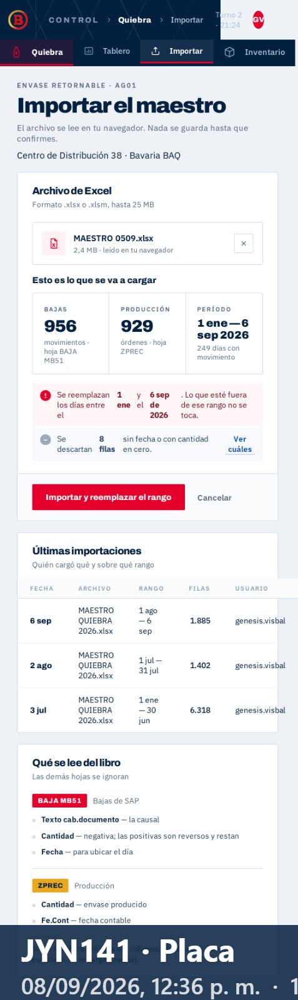 B CONTROL > Quiebra > Importar Turno 2 · 21:24 GV
Quiebra Tablero Importar Inventario
ENVASE RETORNABLE · AG01
Importar el maestro
El archivo se lee en tu navegador. Nada se guarda hasta que
confirmes.
Centro de Distribución 38 · Bavaria BAQ
Archivo de Excel
Formato .xlsx o .xlsm, hasta 25 MB
MAESTRO 0509.xlsx
2,4 MB · leído en tu navegador
×
Esto es lo que se va a cargar
BAJAS
956
movimientos ·
hoja BAJA
MB51
PRODUCCIÓN
929
órdenes · hoja
ZPREC
PERÍODO
1 ene — 6
sep 2026
249 días con
movimiento
Se reemplazan
los días entre
el
1
ene
y
el
6 sep
de
2026
. Lo que esté fuera
de ese rango no se
toca.
Se
descartan
8
filas
sin fecha o con cantidad
en cero.
Ver
cuáles
Importar y reemplazar el rango Cancelar
Últimas importaciones
Quién cargó qué y sobre qué rango
FECHA ARCHIVO RANGO FILAS USUARIO
6 sep
MAESTRO
QUIEBRA
2026.xlsx
1 ago
— 6
sep
1.885
genesis.visbal
2 ago
MAESTRO
QUIEBRA
2026.xlsx
1 jul —
31 jul
1.402
genesis.visbal
3 jul
MAESTRO
QUIEBRA
2026.xlsx
1 ene
— 30
jun
6.318
genesis.visbal
Qué se lee del libro
Las demás hojas se ignoran
BAJA MB51 Bajas de SAP
Texto cab.documento — la causal
Cantidad — negativa; las positivas son reversos y restan
Fecha — para ubicar el día
ZPREC Producción
Cantidad — envase producido
Fe.Cont — fecha contable
JYN141 · Placa
08/09/2026, 12:36 p. m. · 1